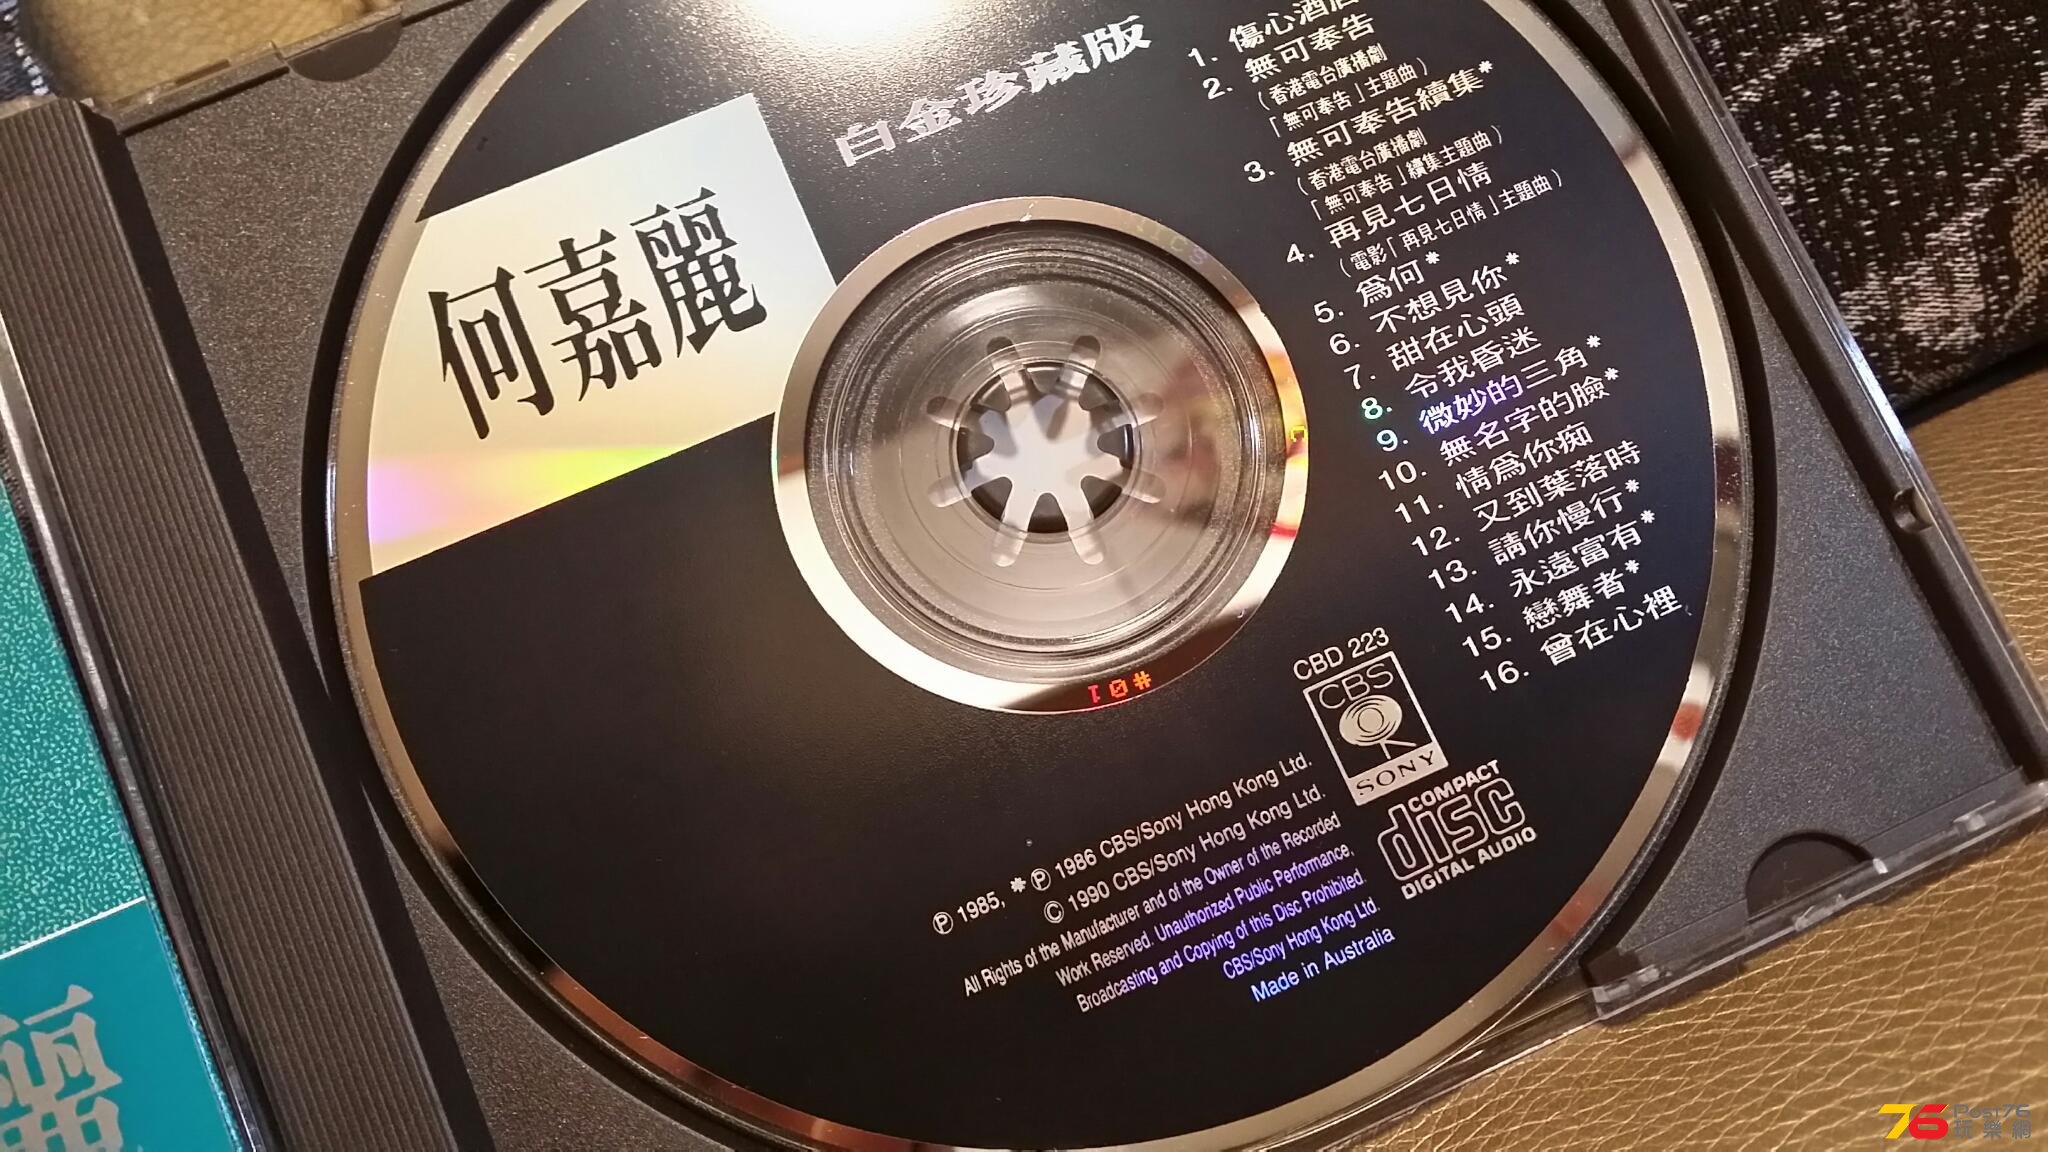 白金珍藏版
何嘉麗
1. 傷心酒店
2. 無可奉告
(香港電台廣播劇
「無可奉告」主題曲)
3. 無可奉告續集*
(香港電台廣播劇
「無可奉告」續集主題曲)
4. 再見七日情
(電影「再見七日情」主題曲)
5. 為何*
6. 不想見你*
7. 甜在心頭
8. 令我昏迷
9. 微妙的三角*
10. 無名字的臉*
11. 情為你痴
12. 又到葉落時
13. 請你慢行*
14. 永遠富有*
15. 戀舞者*
16. 曾在心裡
CBD 223
CBS
SONY
COMPACT
disc
DIGITAL AUDIO
#01
Ⓟ 1985, *Ⓟ 1986 CBS/Sony Hong Kong Ltd.
© 1990 CBS/Sony Hong Kong Ltd.
All Rights of the Manufacturer and of the Owner of the Recorded
Work Reserved. Unauthorized Public Performance,
Broadcasting and Copying of this Disc Prohibited.
CBS/Sony Hong Kong Ltd.
Made in Australia
麗
76 Post76
玩樂網